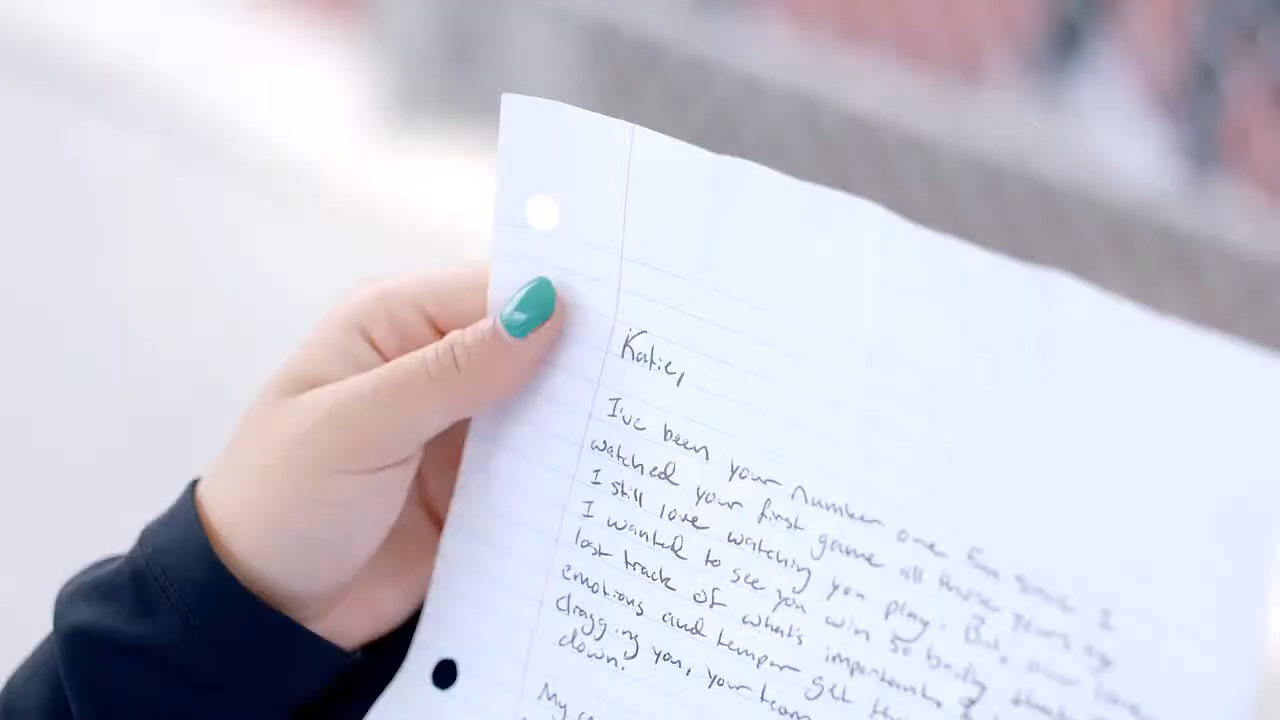 Katie,
I've been your number one fan since I
watched your first game all those years ago
I still love watching you play. But,
I wanted to see you win so badly that
lost track of what's important.
emotions and temper get the
dragging you, your team
down.
My